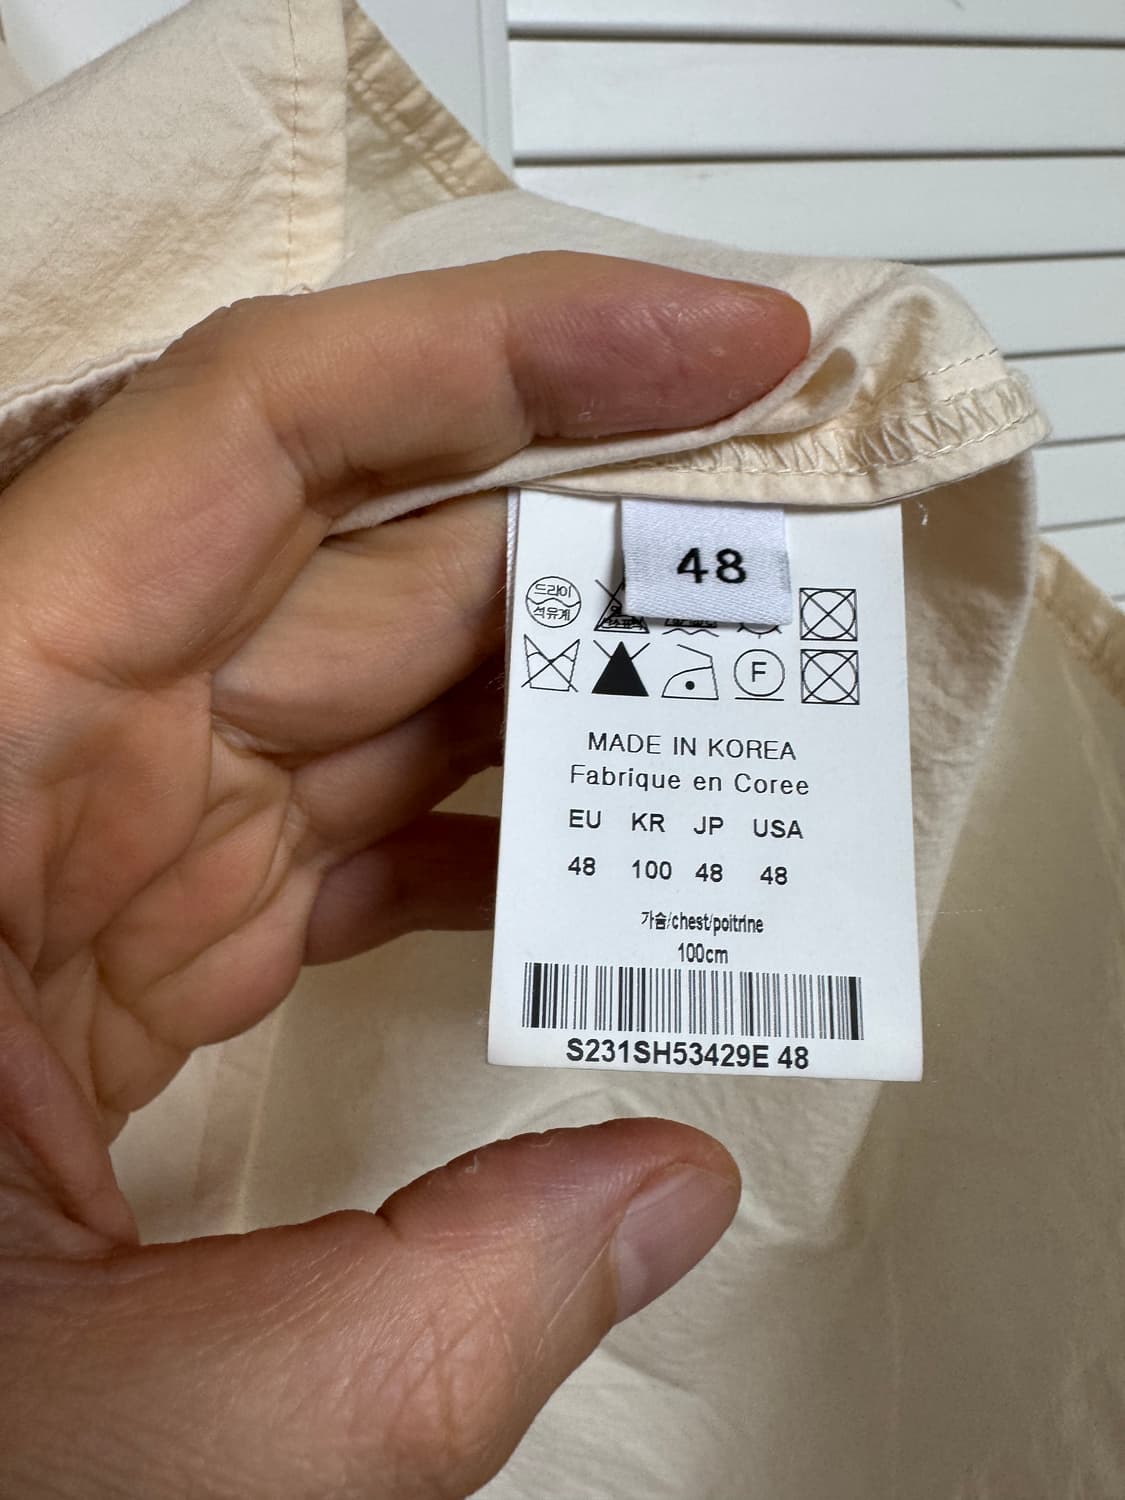 48
드라이
석유계
F
MADE IN KOREA
Fabrique en Coree
EU KR JP USA
48 100 48 48
가슴/chest/poitrine
100cm
S231SH53429E 48